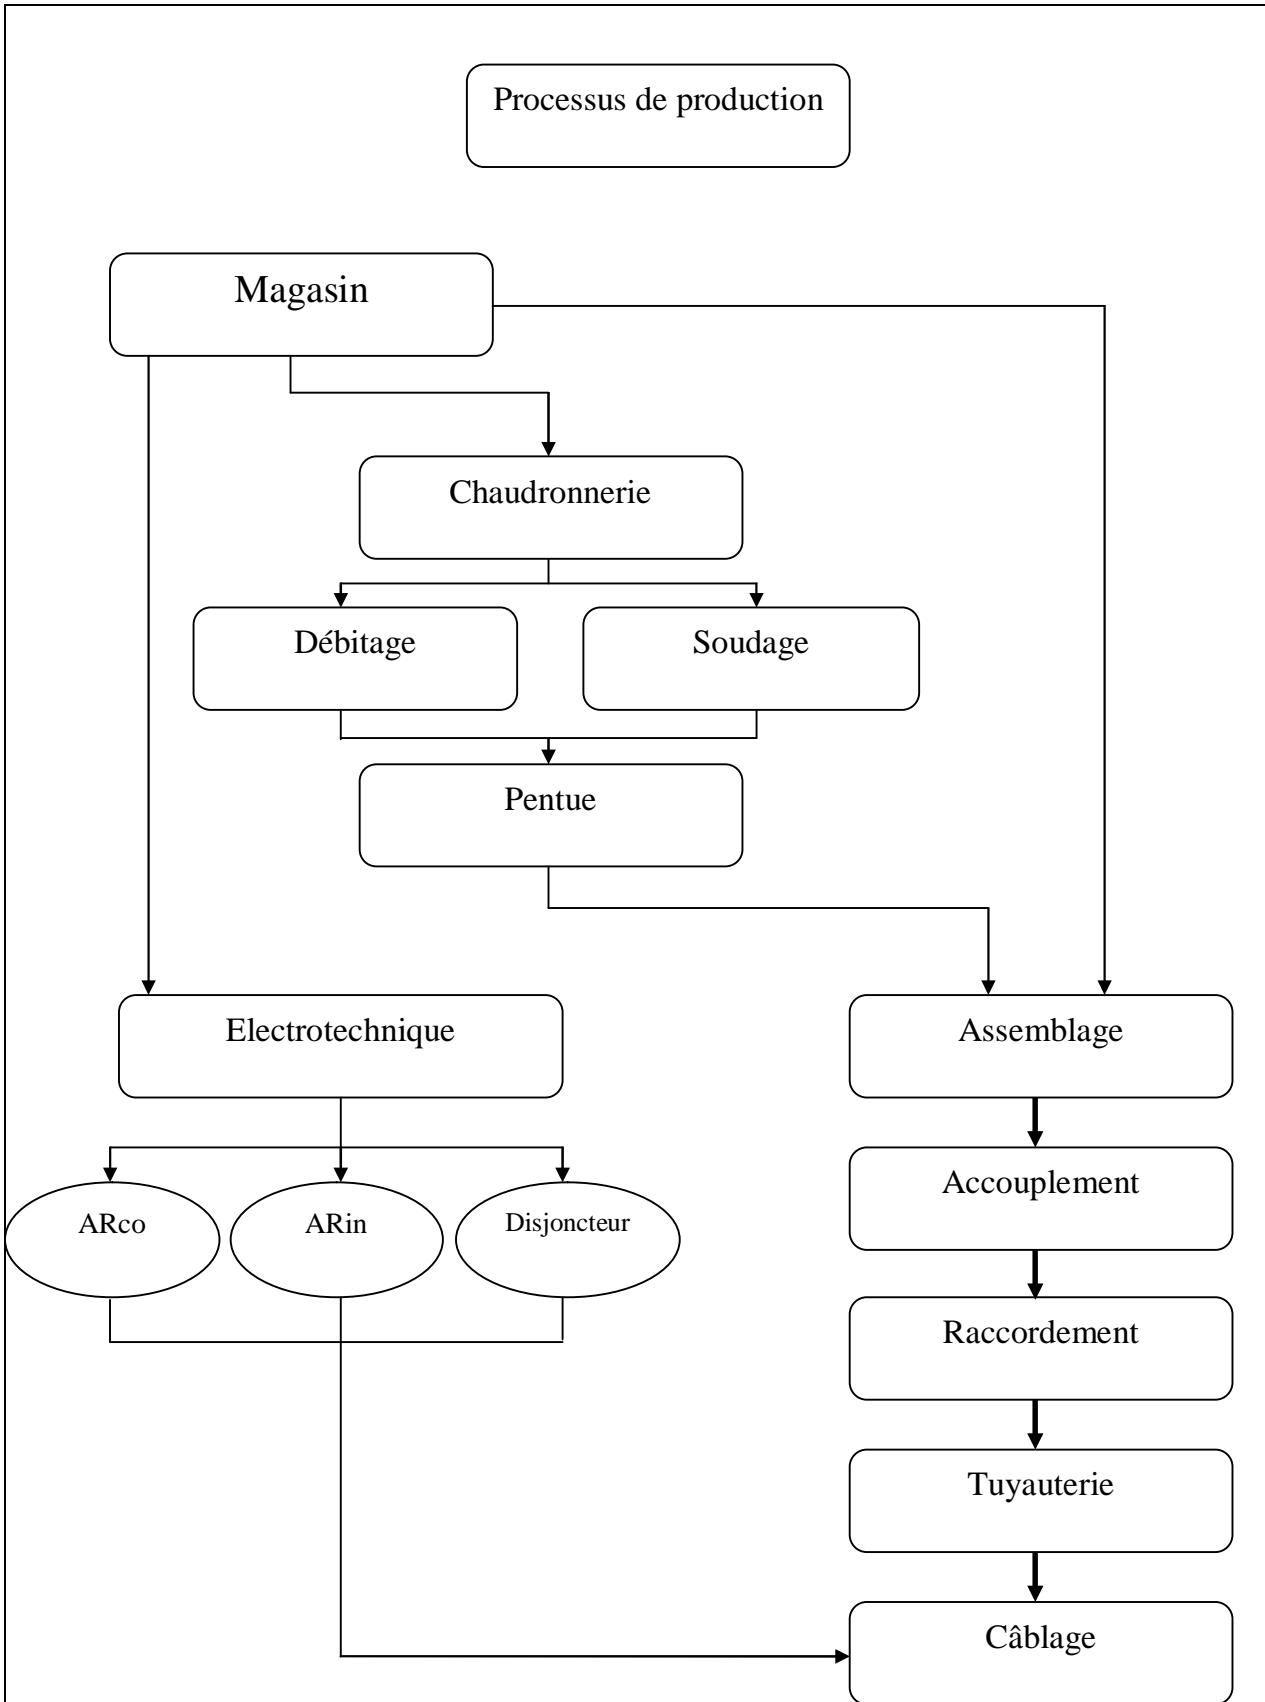 Processus de production
Magasin
Chaudronnerie
Débitage
Soudage
Pentue
Electrotechnique
Assemblage
ARco
ARin
Disjoncteur
Accouplement
Raccordement
Tuyauterie
Câblage